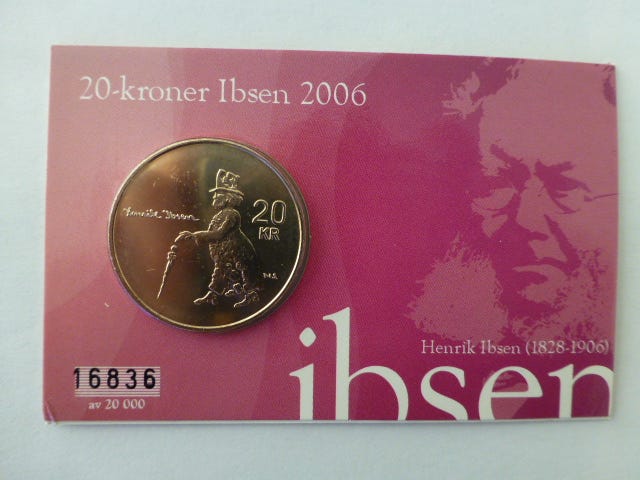 20-kroner Ibsen 2006
Henrik Ibsen
20
KR
Henrik Ibsen (1828-1906)
ibsen
16836
av 20 000